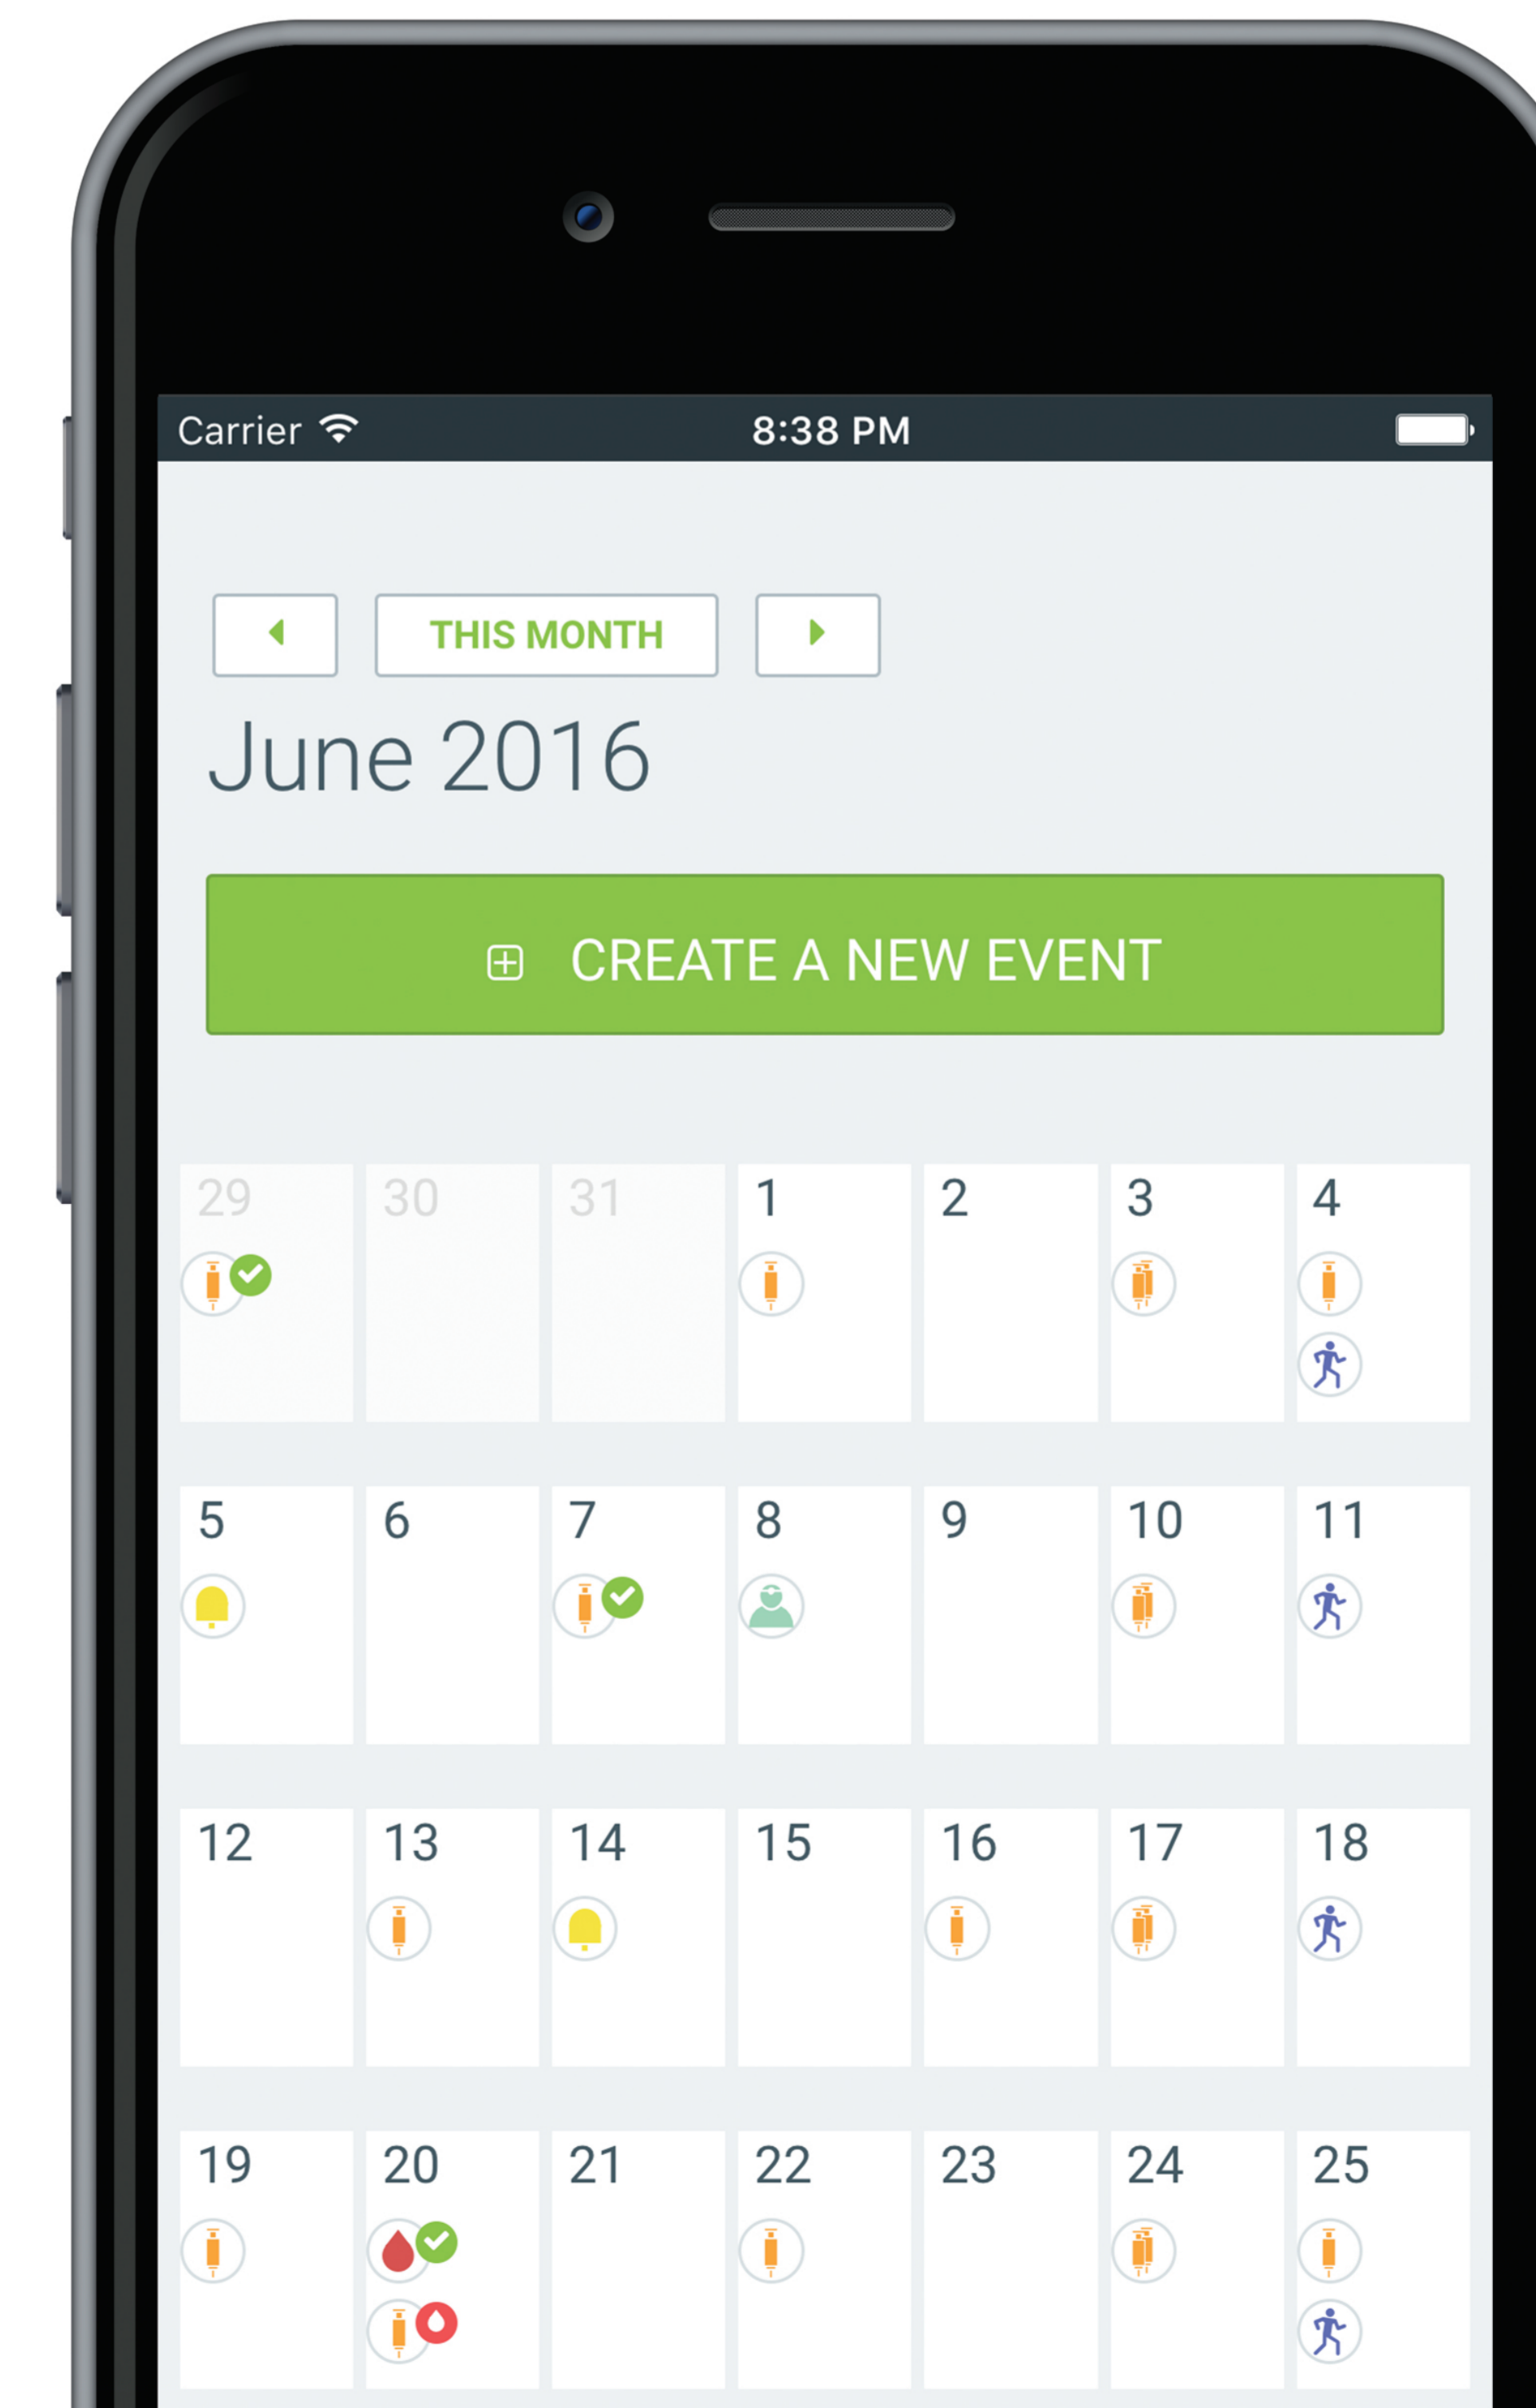 Carrier 8:38 PM
THIS MONTH
June 2016
CREATE A NEW EVENT
29 30 31 1 2 3 4
5 6 7 8 9 10 11
12 13 14 15 16 17 18
19 20 21 22 23 24 25